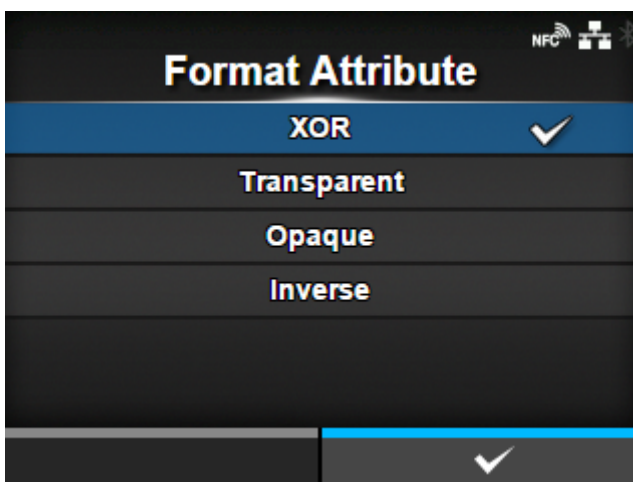 NFC
Format Attribute
XOR
Transparent
Opaque
Inverse